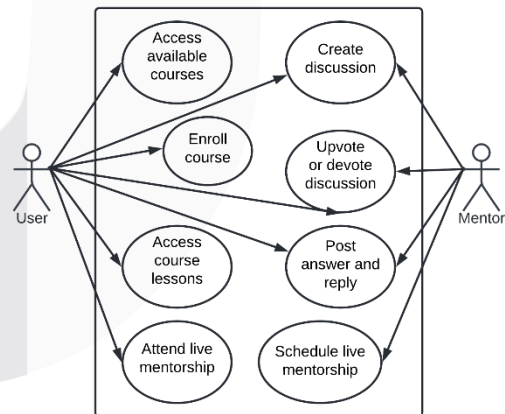 Access
available
courses
Create
discussion
Enroll
course
Upvote
or devote
discussion
User
Mentor
Access
course
lessons
Post
answer and
reply
Attend live
mentorship
Schedule live
mentorship